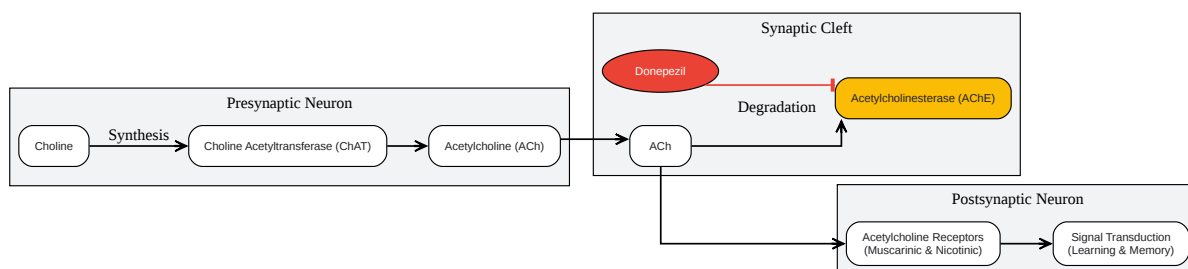 Presynaptic Neuron
Choline
Synthesis
Choline Acetyltransferase (ChAT)
Acetylcholine (ACh)
Synaptic Cleft
Donepezil
Degradation
Acetylcholinesterase (AChE)
ACh
Postsynaptic Neuron
Acetylcholine Receptors
(Muscarinic & Nicotinic)
Signal Transduction
(Learning & Memory)